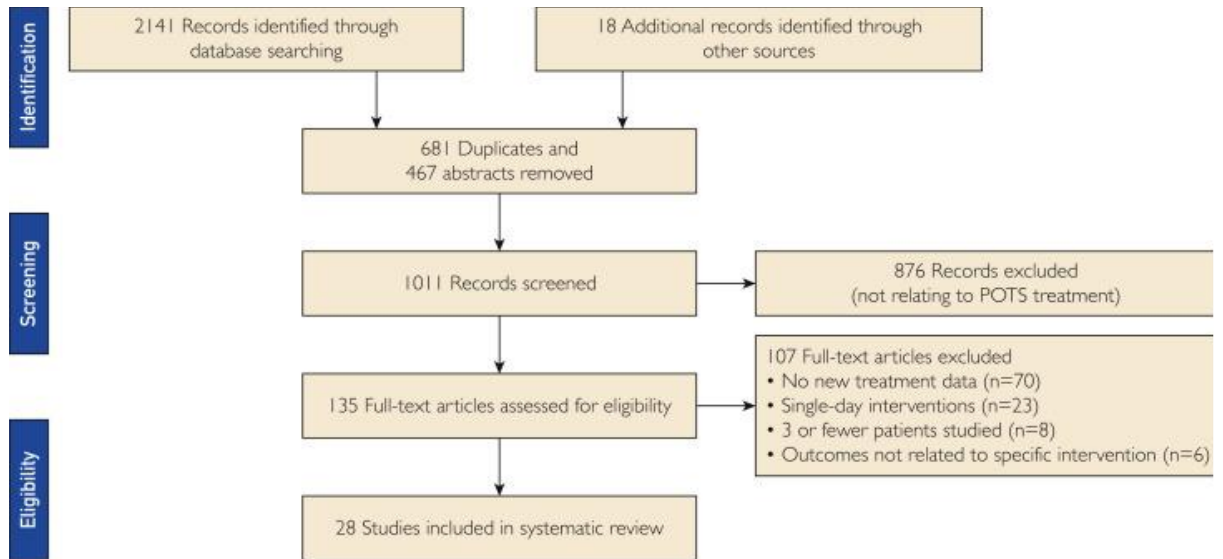 Identification
2141 Records identified through
database searching
18 Additional records identified through
other sources
681 Duplicates and
467 abstracts removed
Screening
1011 Records screened
876 Records excluded
(not relating to POTS treatment)
Eligibility
135 Full-text articles assessed for eligibility
107 Full-text articles excluded
• No new treatment data (n=70)
• Single-day interventions (n=23)
• 3 or fewer patients studied (n=8)
• Outcomes not related to specific intervention (n=6)
28 Studies included in systematic review